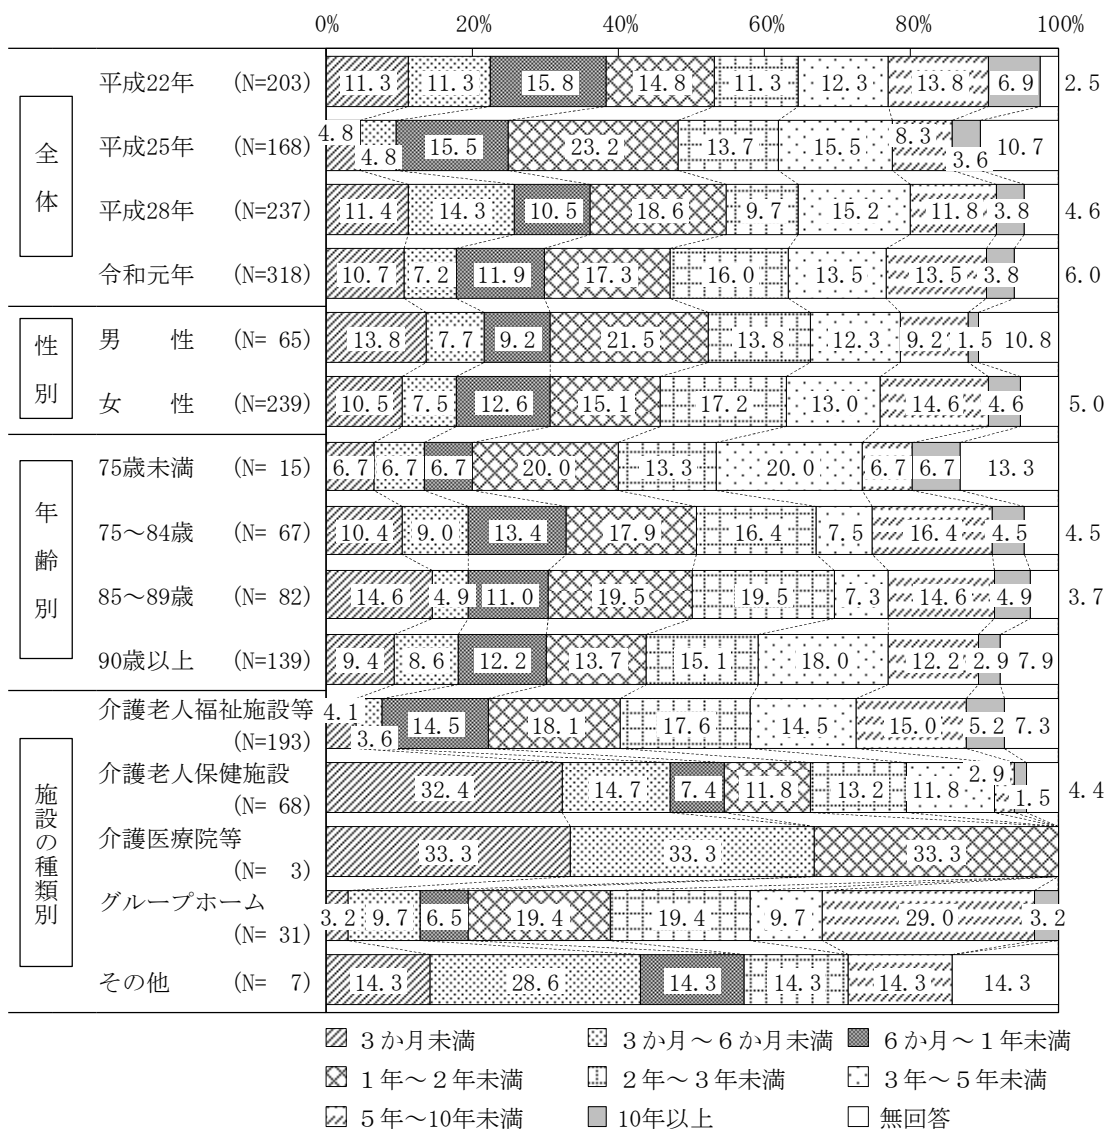 0% 20% 40% 60% 80% 100%
全体
平成22年 (N=203) 11.3 11.3 15.8 14.8 11.3 12.3 13.8 6.9 2.5
平成25年 (N=168) 4.8 4.8 15.5 23.2 13.7 15.5 8.3 3.6 10.7
平成28年 (N=237) 11.4 14.3 10.5 18.6 9.7 15.2 11.8 3.8 4.6
令和元年 (N=318) 10.7 7.2 11.9 17.3 16.0 13.5 13.5 3.8 6.0
性別
男 性 (N= 65) 13.8 7.7 9.2 21.5 13.8 12.3 9.2 1.5 10.8
女 性 (N=239) 10.5 7.5 12.6 15.1 17.2 13.0 14.6 4.6 5.0
年齢別
75歳未満 (N= 15) 6.7 6.7 6.7 20.0 13.3 20.0 6.7 6.7 13.3
75～84歳 (N= 67) 10.4 9.0 13.4 17.9 16.4 7.5 16.4 4.5 4.5
85～89歳 (N= 82) 14.6 4.9 11.0 19.5 19.5 7.3 14.6 4.9 3.7
90歳以上 (N=139) 9.4 8.6 12.2 13.7 15.1 18.0 12.2 2.9 7.9
施設の種類別
介護老人福祉施設等
(N=193) 4.1 3.6 14.5 18.1 17.6 14.5 15.0 5.2 7.3
介護老人保健施設
(N= 68) 32.4 14.7 7.4 11.8 13.2 11.8 2.9 1.5 4.4
介護医療院等
(N= 3) 33.3 33.3 33.3
グループホーム
(N= 31) 3.2 9.7 6.5 19.4 19.4 9.7 29.0 3.2
その他 (N= 7) 14.3 28.6 14.3 14.3 14.3 14.3
３か月未満 ３か月～６か月未満 ６か月～１年未満
１年～２年未満 ２年～３年未満 ３年～５年未満
５年～10年未満 10年以上 無回答